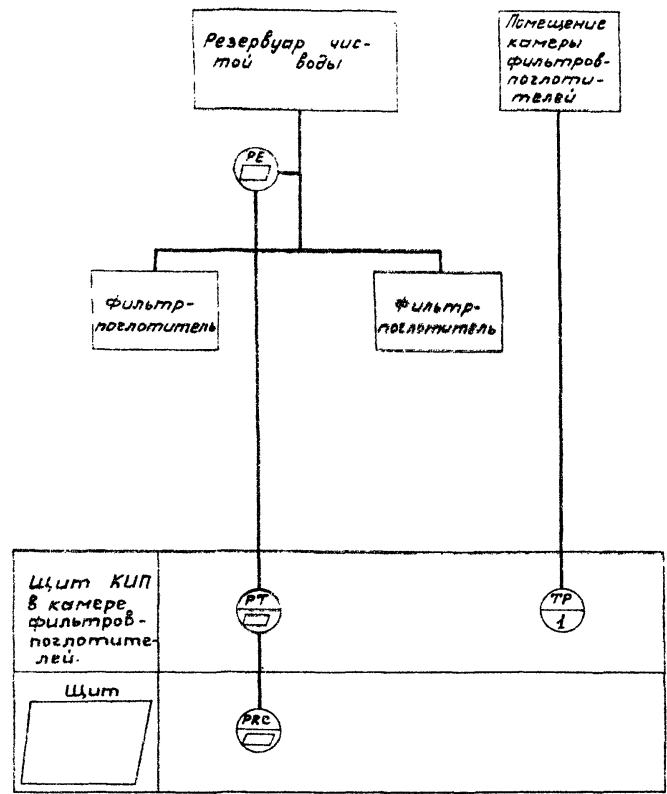 Резервуар чис-
той воды
Помещение
камеры
фильтров-
поглоти-
телей
PE
Фильтр-
поглотитель
Фильтр-
поглотитель
Щит КИП
в камере
фильтров-
поглотите-
лей.
PT
TP
1
Щит
PRC